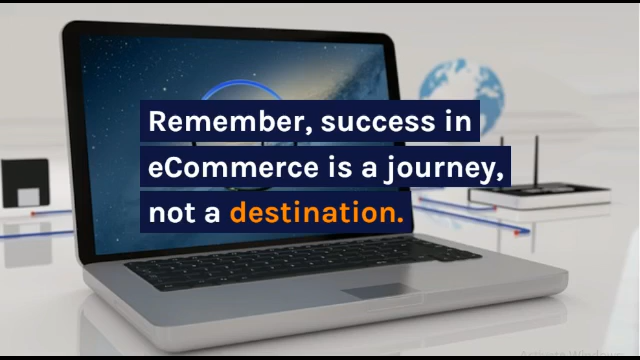 Remember, success in
eCommerce is a journey,
not a destination.